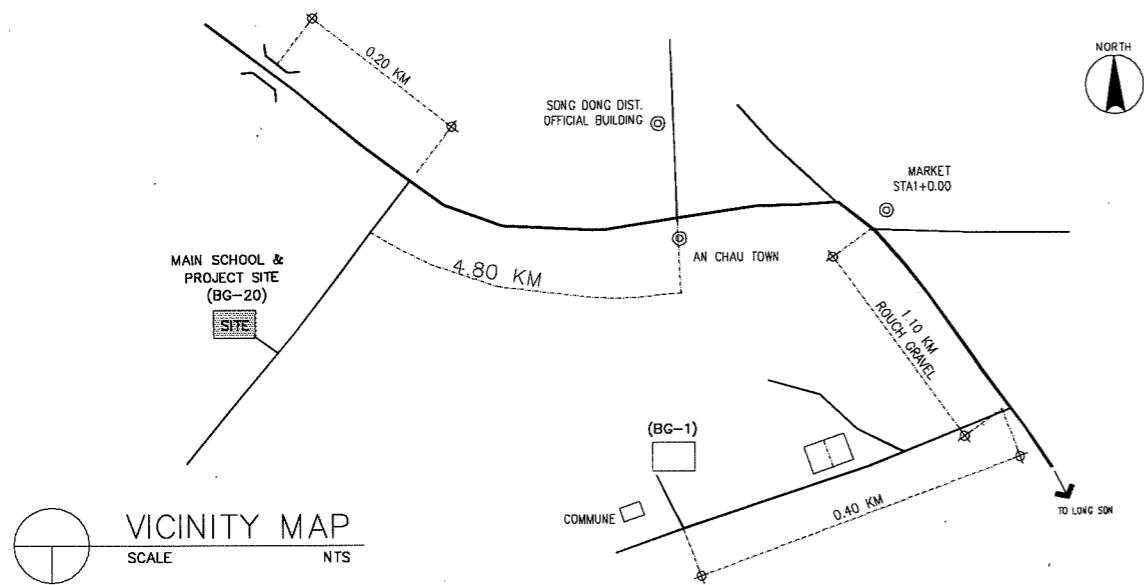 0.20 KM
NORTH
SONG DONG DIST.
OFFICIAL BUILDING
MARKET
STA1+0.00
MAIN SCHOOL &
PROJECT SITE
(BG-20)
SITE
4.80 KM
AN CHAU TOWN
1.10 KM
ROUGH GRAVEL
(BG-1)
COMMUNE
0.40 KM
TO LONG SON
VICINITY MAP
SCALE NTS